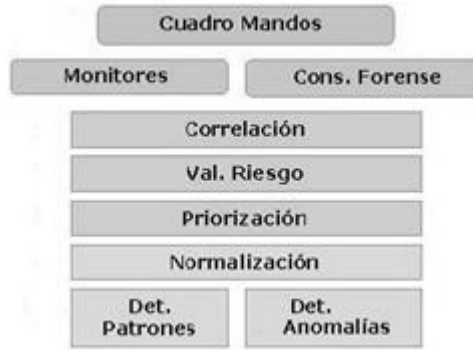 Cuadro Mandos
Monitores
Cons. Forense
Correlación
Val. Riesgo
Priorización
Normalización
Det.
Patrones
Det.
Anomalías